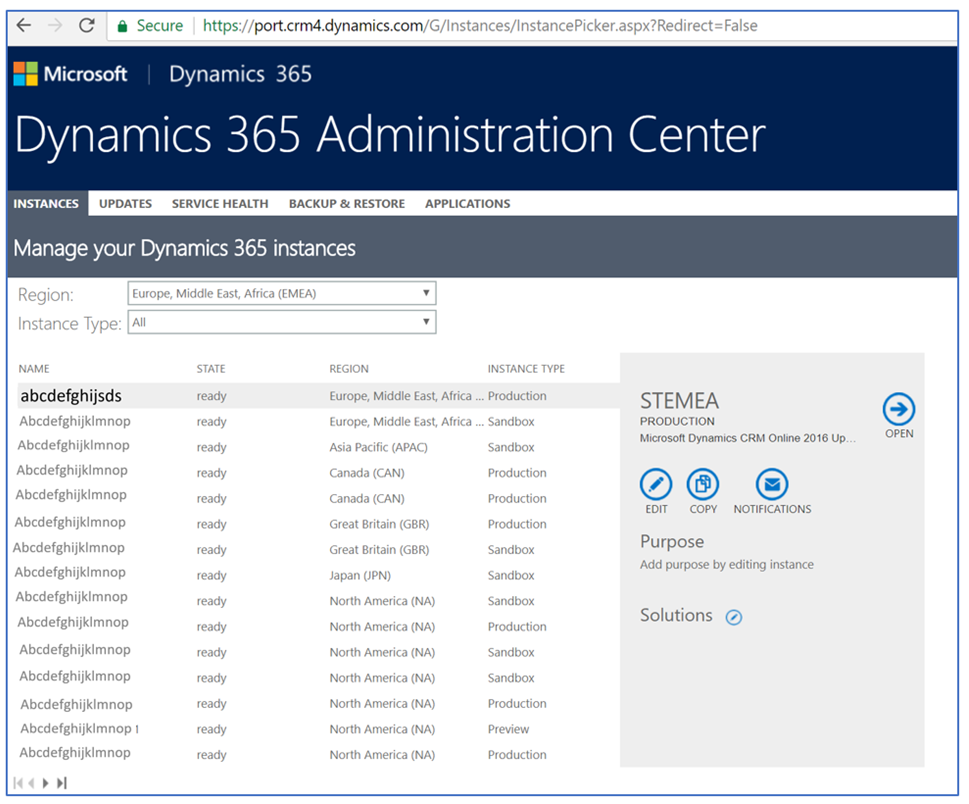 Secure https://port.crm4.dynamics.com/G/Instances/InstancePicker.aspx?Redirect=False
Microsoft Dynamics 365
Dynamics 365 Administration Center
INSTANCES UPDATES SERVICE HEALTH BACKUP & RESTORE APPLICATIONS
Manage your Dynamics 365 instances
Region: Europe, Middle East, Africa (EMEA)
Instance Type: All
NAME STATE REGION INSTANCE TYPE
abcdefghijsds ready Europe, Middle East, Africa ... Production
Abcdefghijklmnop ready Europe, Middle East, Africa ... Sandbox
Abcdefghijklmnop ready Asia Pacific (APAC) Sandbox
Abcdefghijklmnop ready Canada (CAN) Production
Abcdefghijklmnop ready Canada (CAN) Sandbox
Abcdefghijklmnop ready Great Britain (GBR) Production
Abcdefghijklmnop ready Great Britain (GBR) Sandbox
Abcdefghijklmnop ready Japan (JPN) Sandbox
Abcdefghijklmnop ready North America (NA) Sandbox
Abcdefghijklmnop ready North America (NA) Production
Abcdefghijklmnop ready North America (NA) Sandbox
Abcdefghijklmnop ready North America (NA) Sandbox
Abcdefghijklmnop ready North America (NA) Production
Abcdefghijklmnop ready North America (NA) Preview
Abcdefghijklmnop ready North America (NA) Production
STEMEA
PRODUCTION
Microsoft Dynamics CRM Online 2016 Up...
OPEN
EDIT COPY NOTIFICATIONS
Purpose
Add purpose by editing instance
Solutions